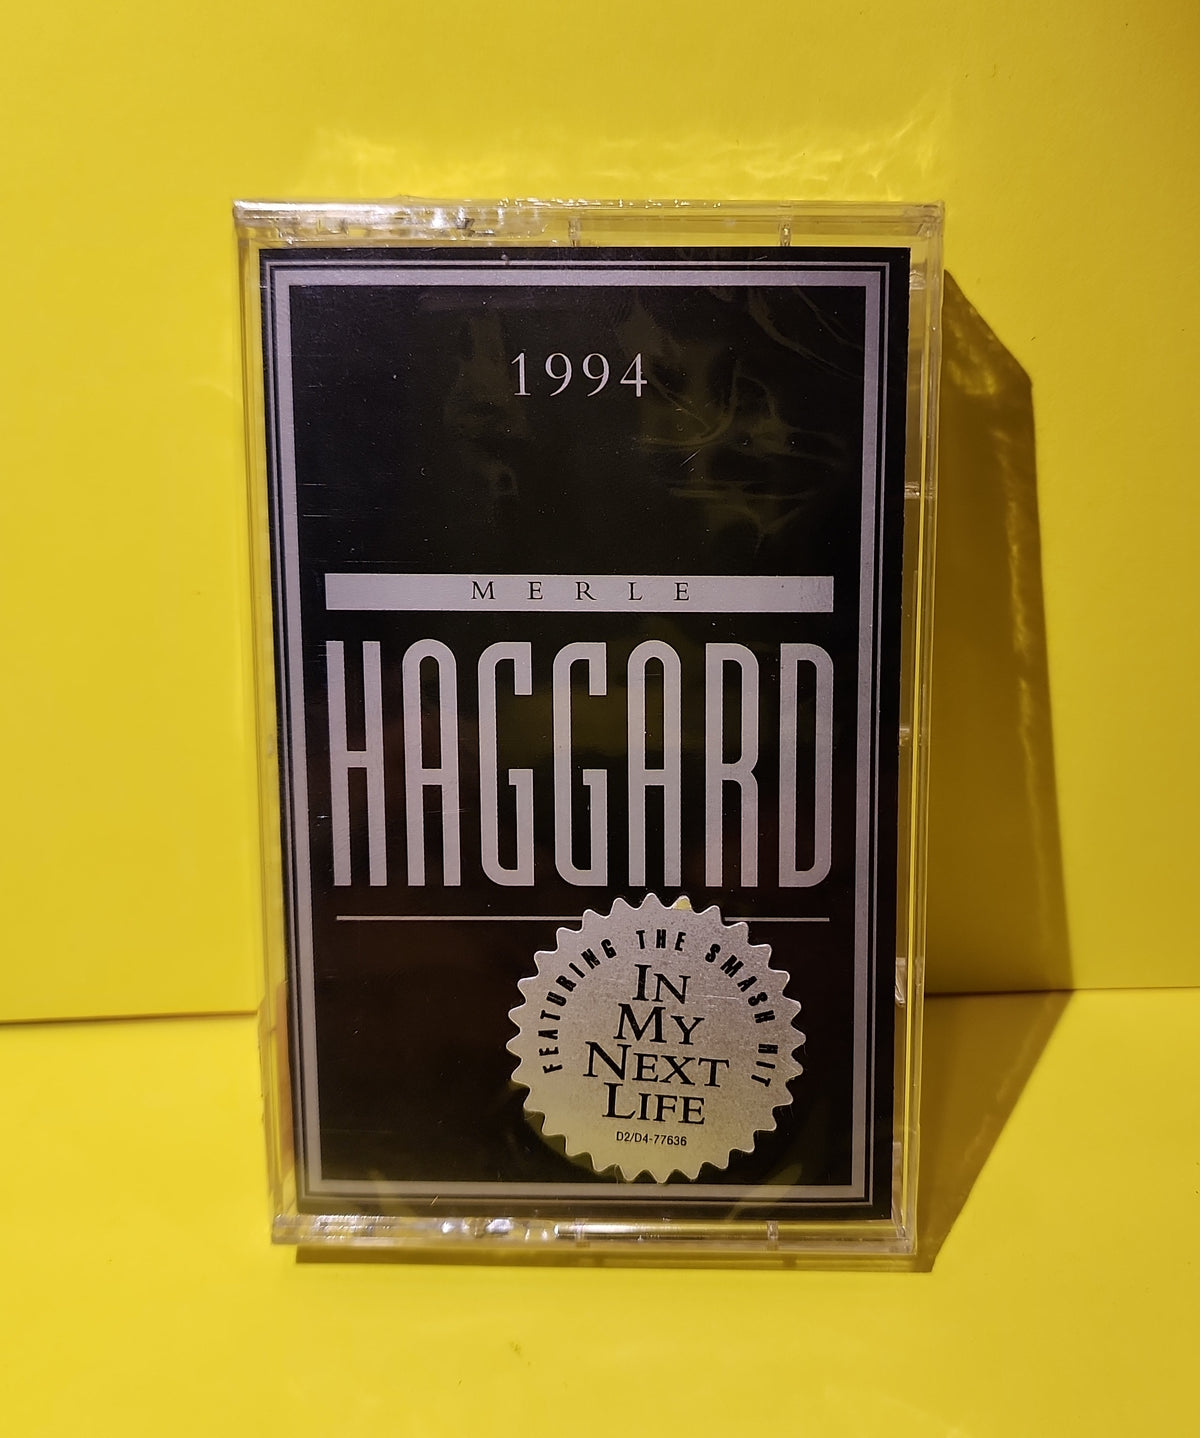 1994
MERLE
HAGGARD
FEATURING THE SMASH HIT
IN
MY
NEXT
LIFE
D2/D4-77636